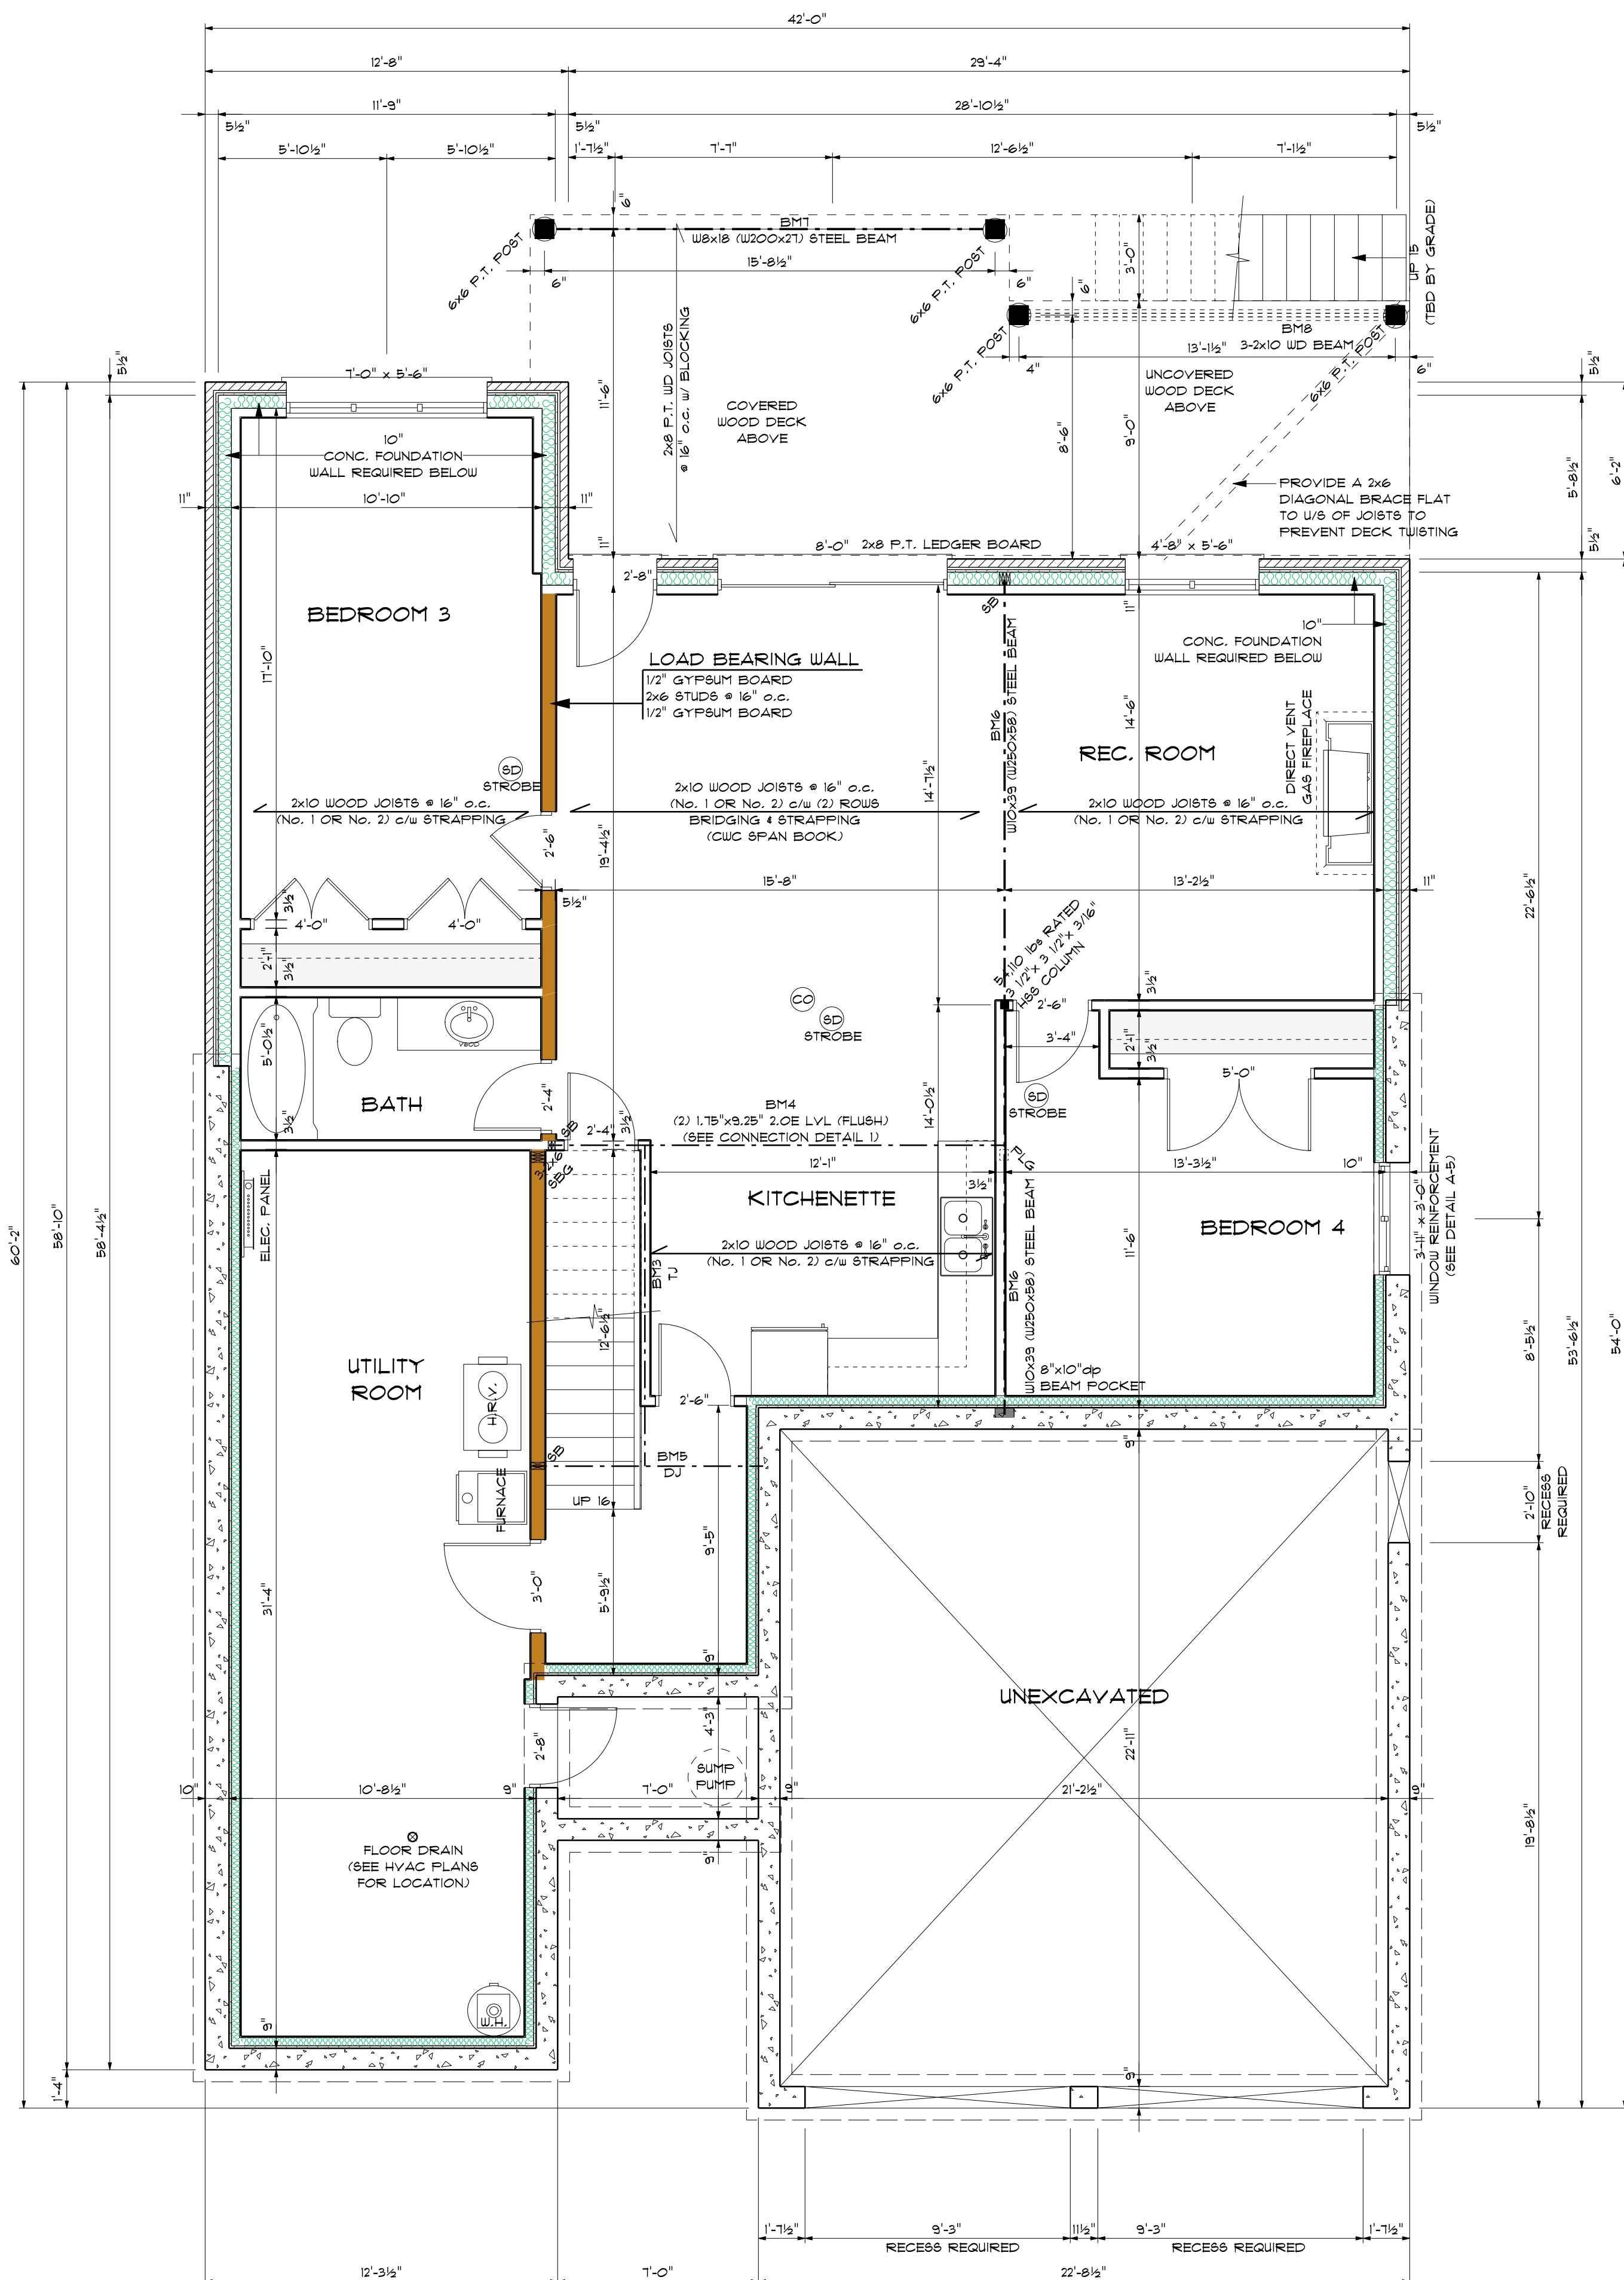 42'-0"
12'-8"
29'-4"
11'-9"
28'-10½"
5½"
5½"
5½"
5'-10½"
5'-10½"
1'-7½"
7'-7"
12'-6½"
7'-1½"
6"
BM7
W8x18 (W200x27) STEEL BEAM
15'-8½"
6x6 P.T. POST
6"
6x6 P.T. POST
6"
3'-0"
6"
UP 15
(TBD BY GRADE)
BM8
3-2x10 WD BEAM
13'-1½"
6x6 P.T. POST
4"
6x6 P.T. POST
6"
2x8 P.T. WD JOISTS
@ 16" o.c. W/ BLOCKING
11'-6"
COVERED
WOOD DECK
ABOVE
UNCOVERED
WOOD DECK
ABOVE
8'-6"
9'-0"
5½"
7'-0" x 5'-6"
5½"
10"
CONC. FOUNDATION
WALL REQUIRED BELOW
11"
10'-10"
11"
PROVIDE A 2x6
DIAGONAL BRACE FLAT
TO U/S OF JOISTS TO
PREVENT DECK TWISTING
5'-8½"
6'-2"
5½"
11"
8'-0"
2x8 P.T. LEDGER BOARD
4'-8" x 5'-6"
2'-8"
SB
11"
BEDROOM 3
17'-10"
LOAD BEARING WALL
1/2" GYPSUM BOARD
2x6 STUDS @ 16" o.c.
1/2" GYPSUM BOARD
BM6
W10x39 (W250x58) STEEL BEAM
10"
CONC. FOUNDATION
WALL REQUIRED BELOW
14'-6"
REC. ROOM
DIRECT VENT
GAS FIREPLACE
SD
STROBE
2x10 WOOD JOISTS @ 16" o.c.
(No. 1 OR No. 2) c/w STRAPPING
2x10 WOOD JOISTS @ 16" o.c.
(No. 1 OR No. 2) c/w (2) ROWS
BRIDGING & STRAPPING
(CWC SPAN BOOK)
14'-7½"
2x10 WOOD JOISTS @ 16" o.c.
(No. 1 OR No. 2) c/w STRAPPING
2'-6"
19'-4½"
15'-8"
13'-2½"
11"
22'-6½"
5½"
3½"
4'-0"
4'-0"
2'-1"
3½"
54,110 lbs RATED
3 1/2" x 3 1/2" x 3/16"
HSS COLUMN
CO
SD
STROBE
2'-6"
3½"
3'-4"
2'-1"
3½"
5'-0"
SD
STROBE
5'-0½"
BATH
3½"
2'-4"
2'-4"
3½"
SB
3-2x6
SBG
BM4
(2) 1.75"x9.25" 2.0E LVL (FLUSH)
(SEE CONNECTION DETAIL 1)
14'-0½"
PLG
12'-1"
13'-3½"
10"
3½"
KITCHENETTE
BEDROOM 4
3'-11" x 3'-0"
WINDOW REINFORCEMENT
(SEE DETAIL A-5)
ELEC. PANEL
2x10 WOOD JOISTS @ 16" o.c.
(No. 1 OR No. 2) c/w STRAPPING
BM3
TJ
11'-6"
BM6
W10x39 (W250x58) STEEL BEAM
60'-2"
58'-10"
58'-4½"
8'-5½"
53'-6½"
54'-0"
12'-6½"
UTILITY
ROOM
H.R.V.
8"x10"dp
BEAM POCKET
2'-6"
9"
SB
BM5
DJ
FURNACE
UP 16
2'-10"
RECESS
REQUIRED
9'-5"
31'-4"
3'-0"
5'-9½"
9"
UNEXCAVATED
4'-3"
2'-8"
22'-11"
SUMP
PUMP
10"
10'-8½"
9"
7'-0"
9"
21'-2½"
9"
FLOOR DRAIN
(SEE HVAC PLANS
FOR LOCATION)
9"
19'-8½"
W.H.
9"
9"
1'-4"
1'-7½"
9'-3"
11½"
9'-3"
1'-7½"
RECESS REQUIRED
RECESS REQUIRED
12'-3½"
7'-0"
22'-8½"